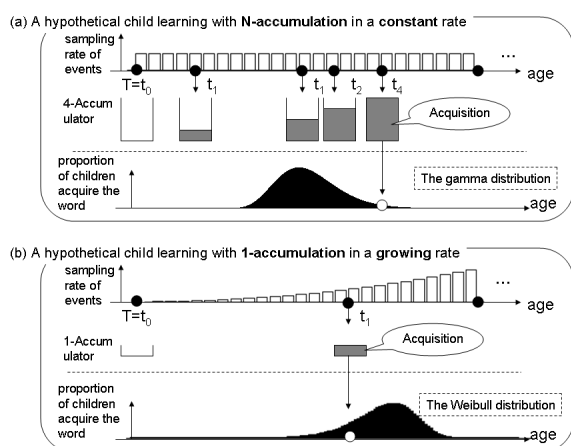 (a) A hypothetical child learning with N-accumulation in a constant rate
sampling
rate of
events
...
age
T=t0
t1
t1
t2
t4
4-Accum
ulator
Acquisition
proportion
of children
acquire the
word
The gamma distribution
age
(b) A hypothetical child learning with 1-accumulation in a growing rate
sampling
rate of
events
...
age
T=t0
t1
1-Accum
ulator
Acquisition
proportion
of children
acquire the
word
The Weibull distribution
age